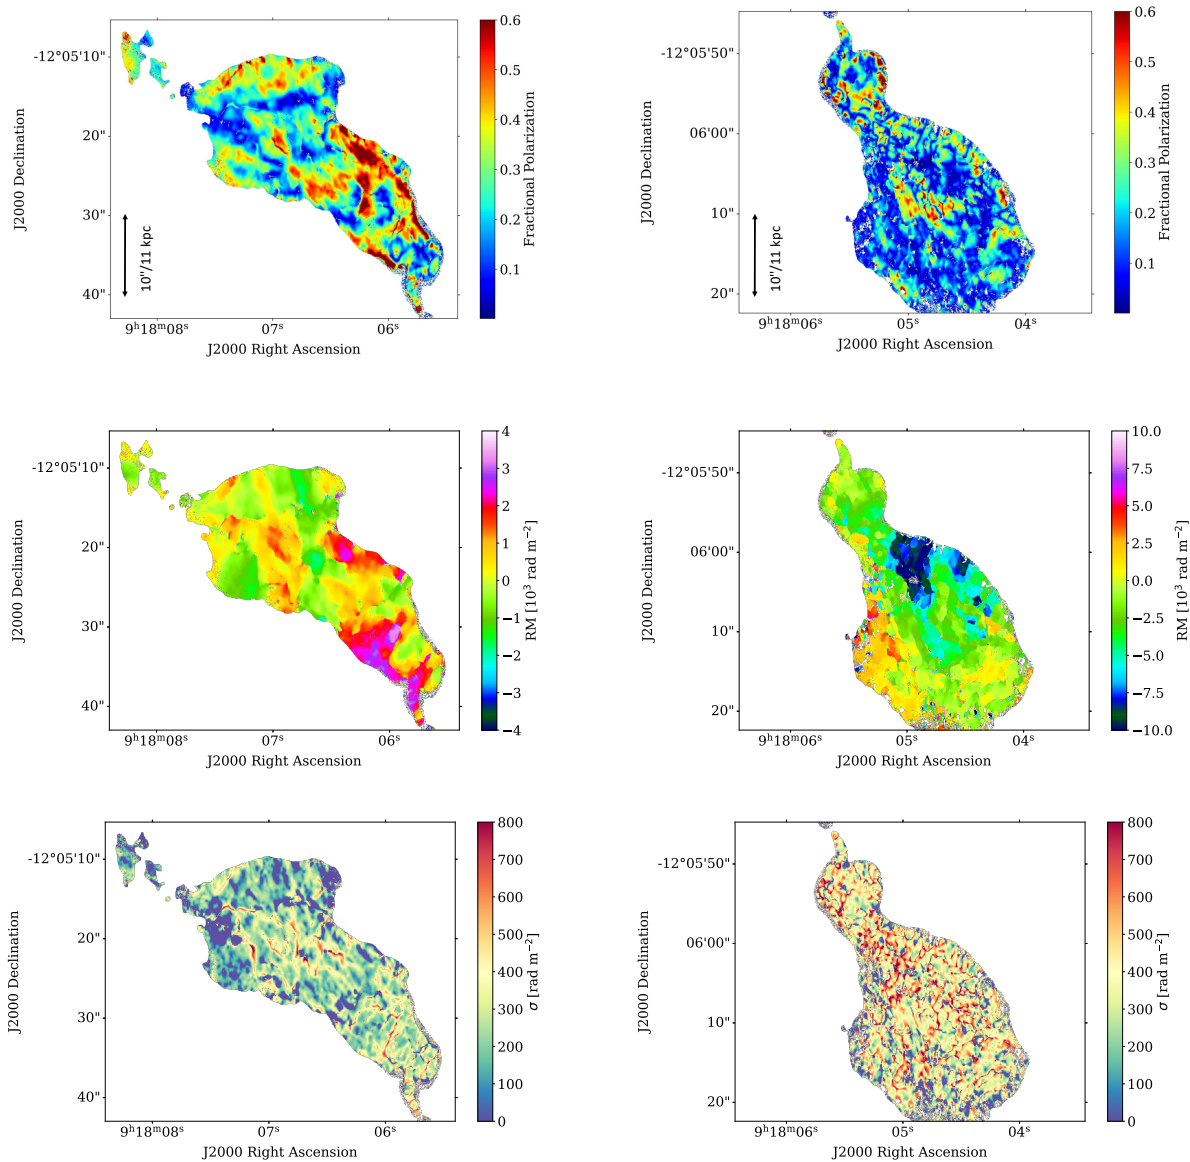 -12°05'10"
20"
30"
40"
J2000 Declination
10"/11 kpc
9ʰ18ᵐ08ˢ
07ˢ
06ˢ
J2000 Right Ascension
0.6
0.5
0.4
0.3
0.2
0.1
Fractional Polarization
-12°05'50"
06'00"
10"
20"
J2000 Declination
10"/11 kpc
9ʰ18ᵐ06ˢ
05ˢ
04ˢ
J2000 Right Ascension
0.6
0.5
0.4
0.3
0.2
0.1
Fractional Polarization
-12°05'10"
20"
30"
40"
J2000 Declination
9ʰ18ᵐ08ˢ
07ˢ
06ˢ
J2000 Right Ascension
4
3
2
1
0
−1
−2
−3
−4
RM [10³ rad m⁻²]
-12°05'50"
06'00"
10"
20"
J2000 Declination
9ʰ18ᵐ06ˢ
05ˢ
04ˢ
J2000 Right Ascension
10.0
7.5
5.0
2.5
0.0
−2.5
−5.0
−7.5
−10.0
RM [10³ rad m⁻²]
-12°05'10"
20"
30"
40"
J2000 Declination
9ʰ18ᵐ08ˢ
07ˢ
06ˢ
J2000 Right Ascension
800
700
600
500
400
300
200
100
0
σ [rad m⁻²]
-12°05'50"
06'00"
10"
20"
J2000 Declination
9ʰ18ᵐ06ˢ
05ˢ
04ˢ
J2000 Right Ascension
800
700
600
500
400
300
200
100
0
σ [rad m⁻²]